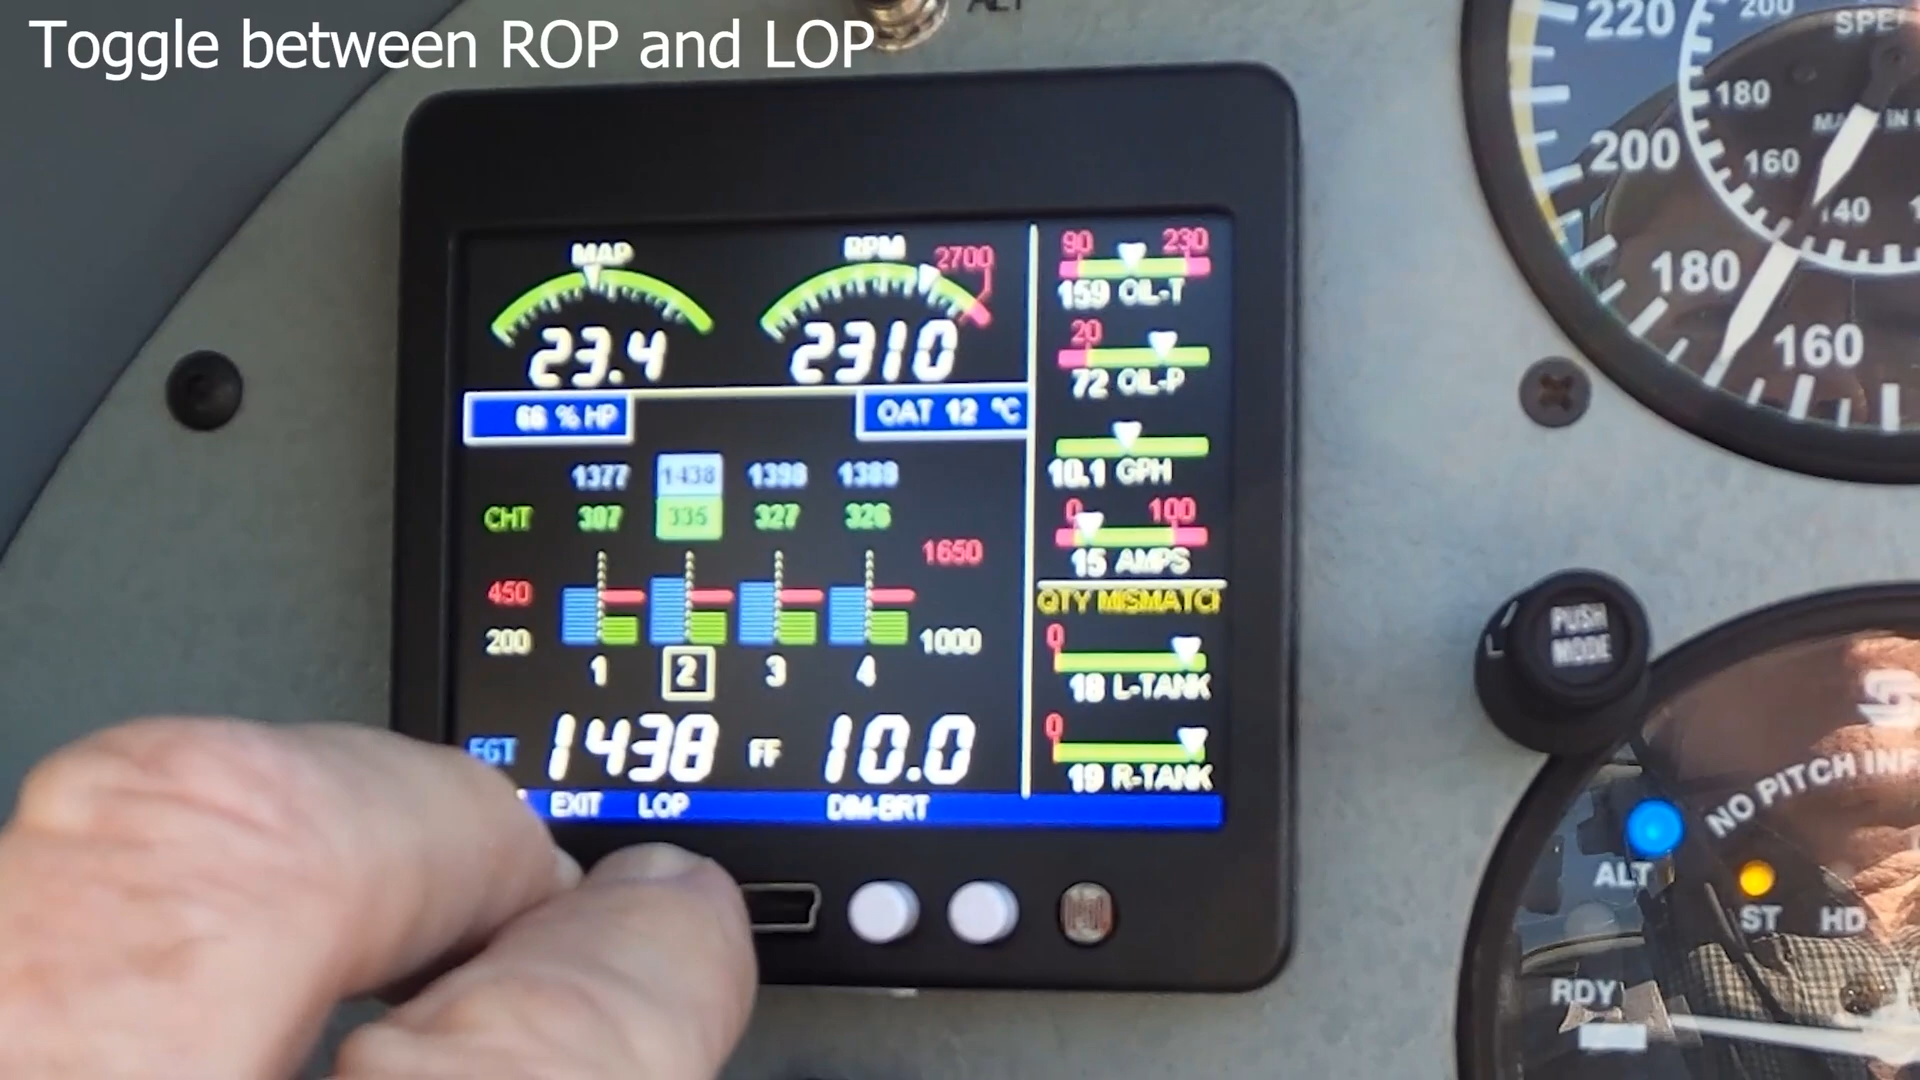 Toggle between ROP and LOP
MAP
RPM
2700
23.4
2310
66 % HP
OAT 12 °C
1377 1438 1398 1389
CHT 307 335 327 326
1650
450
200
1000
1 2 3 4
EGT 1438 FF 10.0
EXIT LOP DIM-BRT
90 230
159 OIL-T
20
72 OIL-P
10.1 GPH
0 100
15 AMPS
QTY MISMATCH
0
18 L-TANK
0
19 R-TANK
220
200
180
160
200
180
160
140
PUSH
MODE
NO PITCH INF
ALT
ST HD
RDY